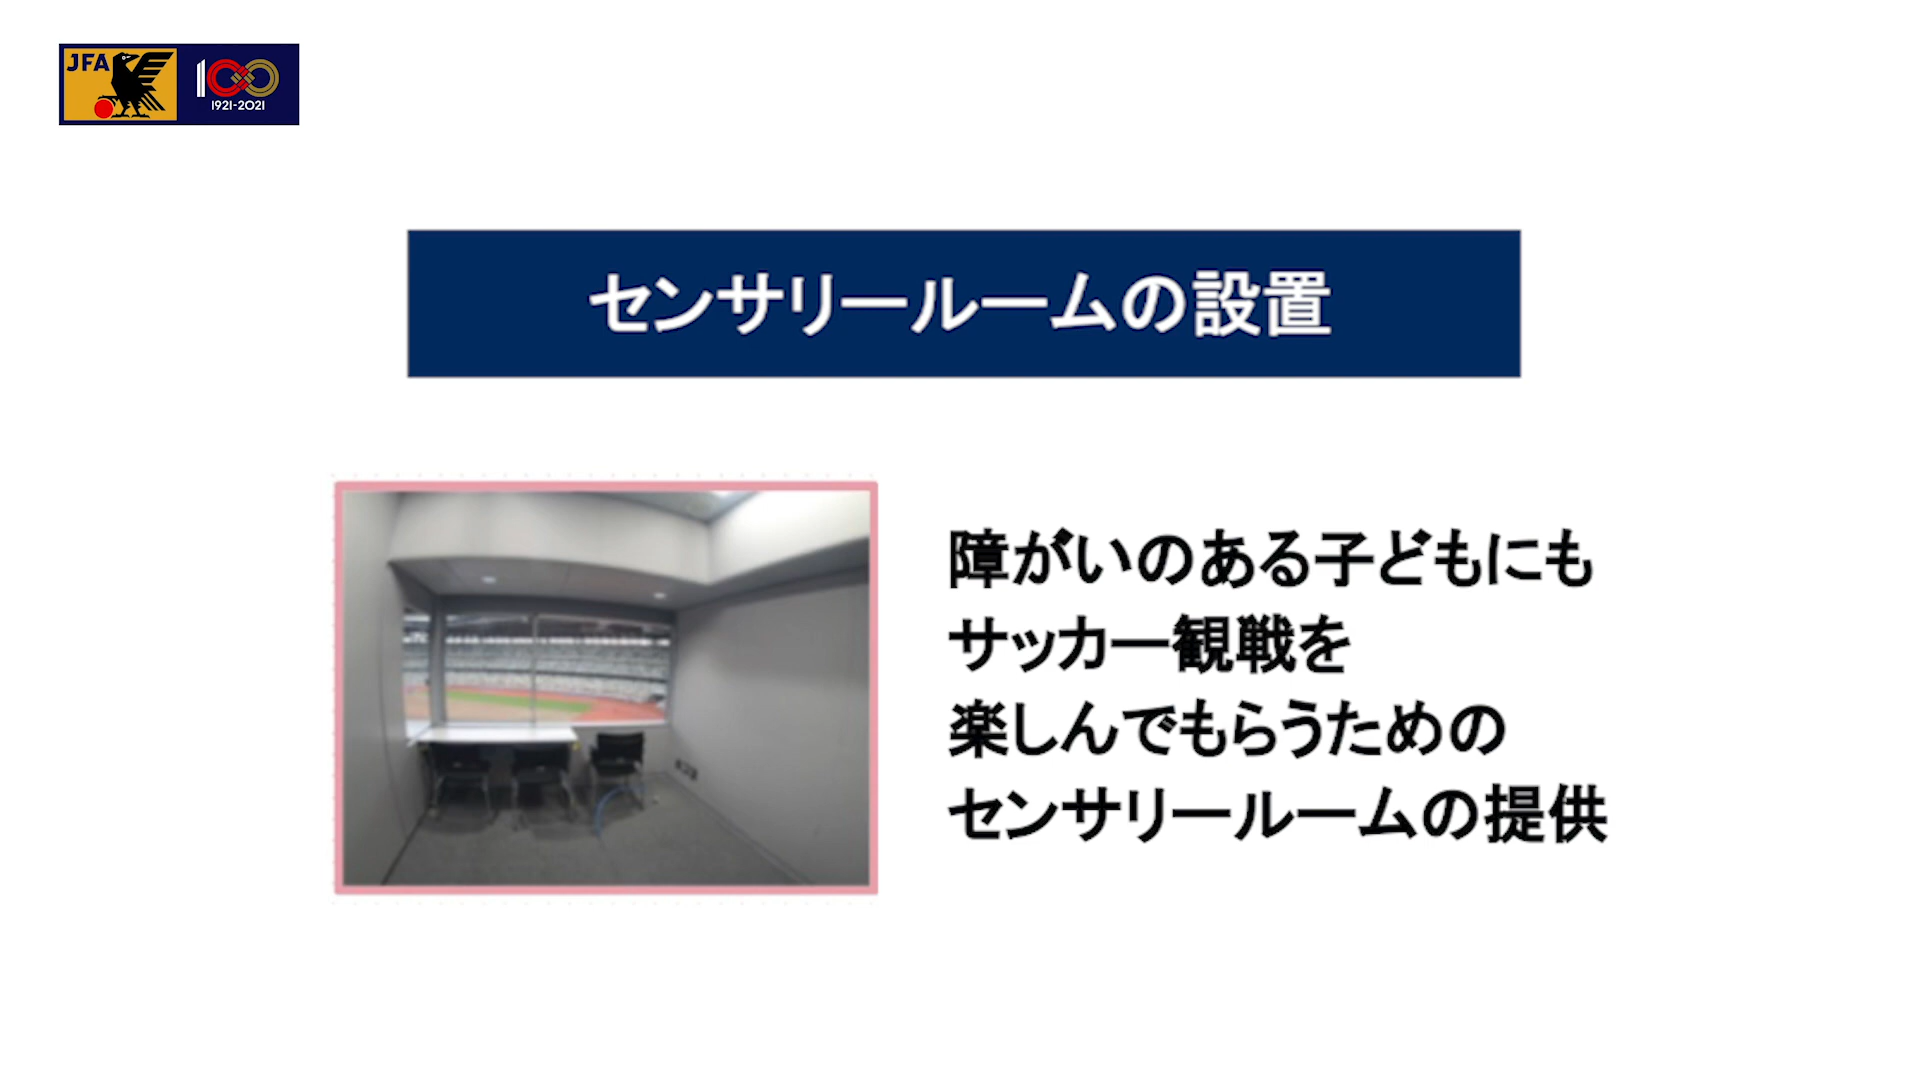 JFA
100
1921-2021
センサリールームの設置
障がいのある子どもにも
サッカー観戦を
楽しんでもらうための
センサリールームの提供